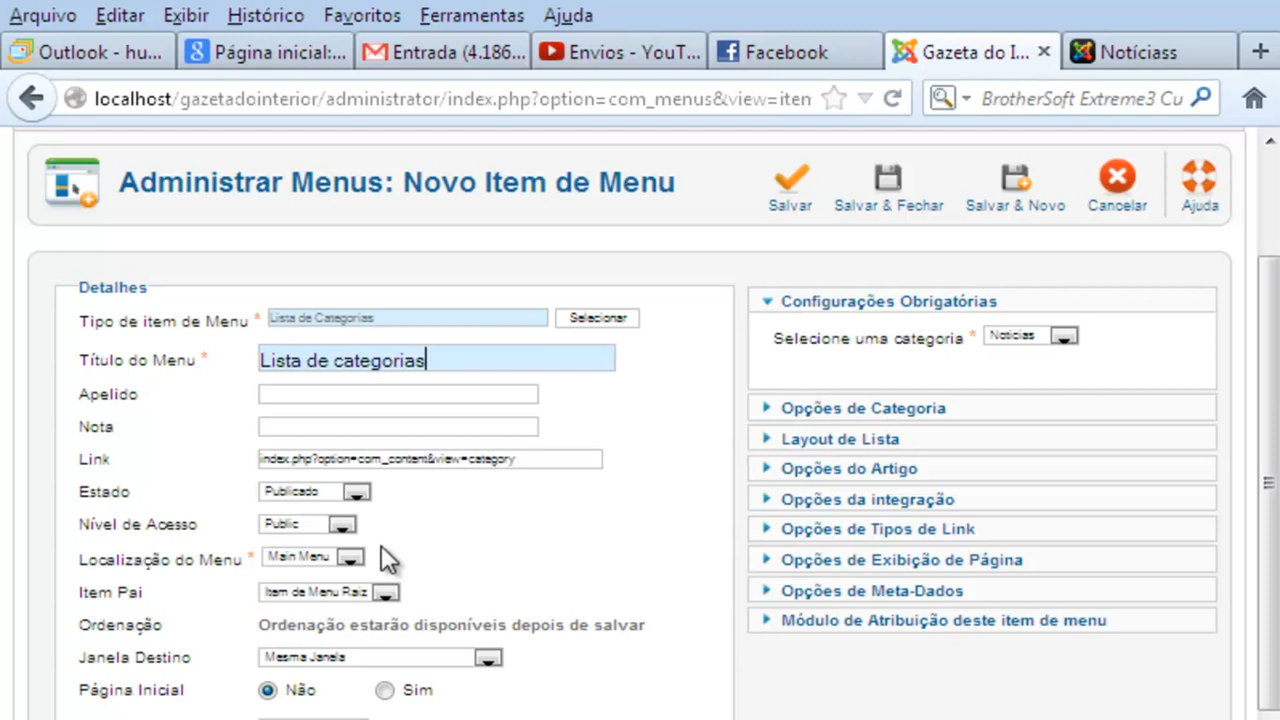 Arquivo Editar Exibir Histórico Favoritos Ferramentas Ajuda
Outlook - hu... Página inicial:... Entrada (4.186... Envios - YouT... Facebook Gazeta do I... Notíciass
localhost/gazetadointerior/administrator/index.php?option=com_menus&view=item BrotherSoft Extreme3 Cu
Administrar Menus: Novo Item de Menu
Salvar Salvar & Fechar Salvar & Novo Cancelar Ajuda
Detalhes
Tipo de item de Menu * Lista de Categorias Selecionar
Título do Menu * Lista de categorias
Apelido
Nota
Link index.php?option=com_content&view=category
Estado Publicado
Nível de Acesso Public
Localização do Menu * Main Menu
Item Pai Item de Menu Raiz
Ordenação Ordenação estarão disponíveis depois de salvar
Janela Destino Mesma Janela
Página Inicial Não Sim
Configurações Obrigatórias
Selecione uma categoria * Noticias
Opções de Categoria
Layout de Lista
Opções do Artigo
Opções da integração
Opções de Tipos de Link
Opções de Exibição de Página
Opções de Meta-Dados
Módulo de Atribuição deste item de menu